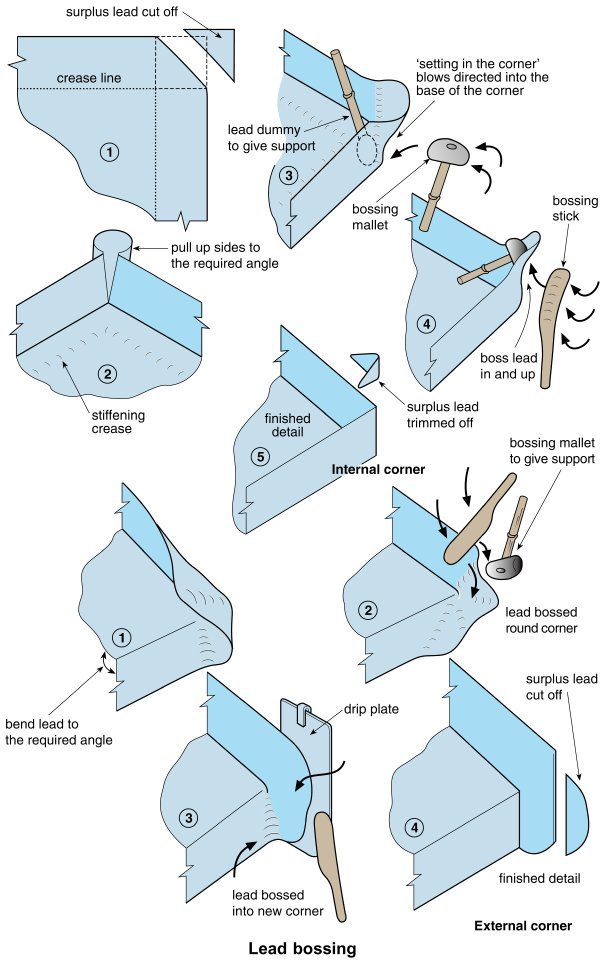 surplus lead cut off
crease line
1
pull up sides to
the required angle
2
stiffening
crease
‘setting in the corner’
blows directed into the
base of the corner
lead dummy
to give support
3
bossing
mallet
bossing
stick
4
boss lead
in and up
finished
detail
5
surplus lead
trimmed off
Internal corner
1
bend lead to
the required angle
bossing mallet
to give support
2
lead bossed
round corner
drip plate
3
lead bossed
into new corner
surplus lead
cut off
4
finished detail
External corner
Lead bossing